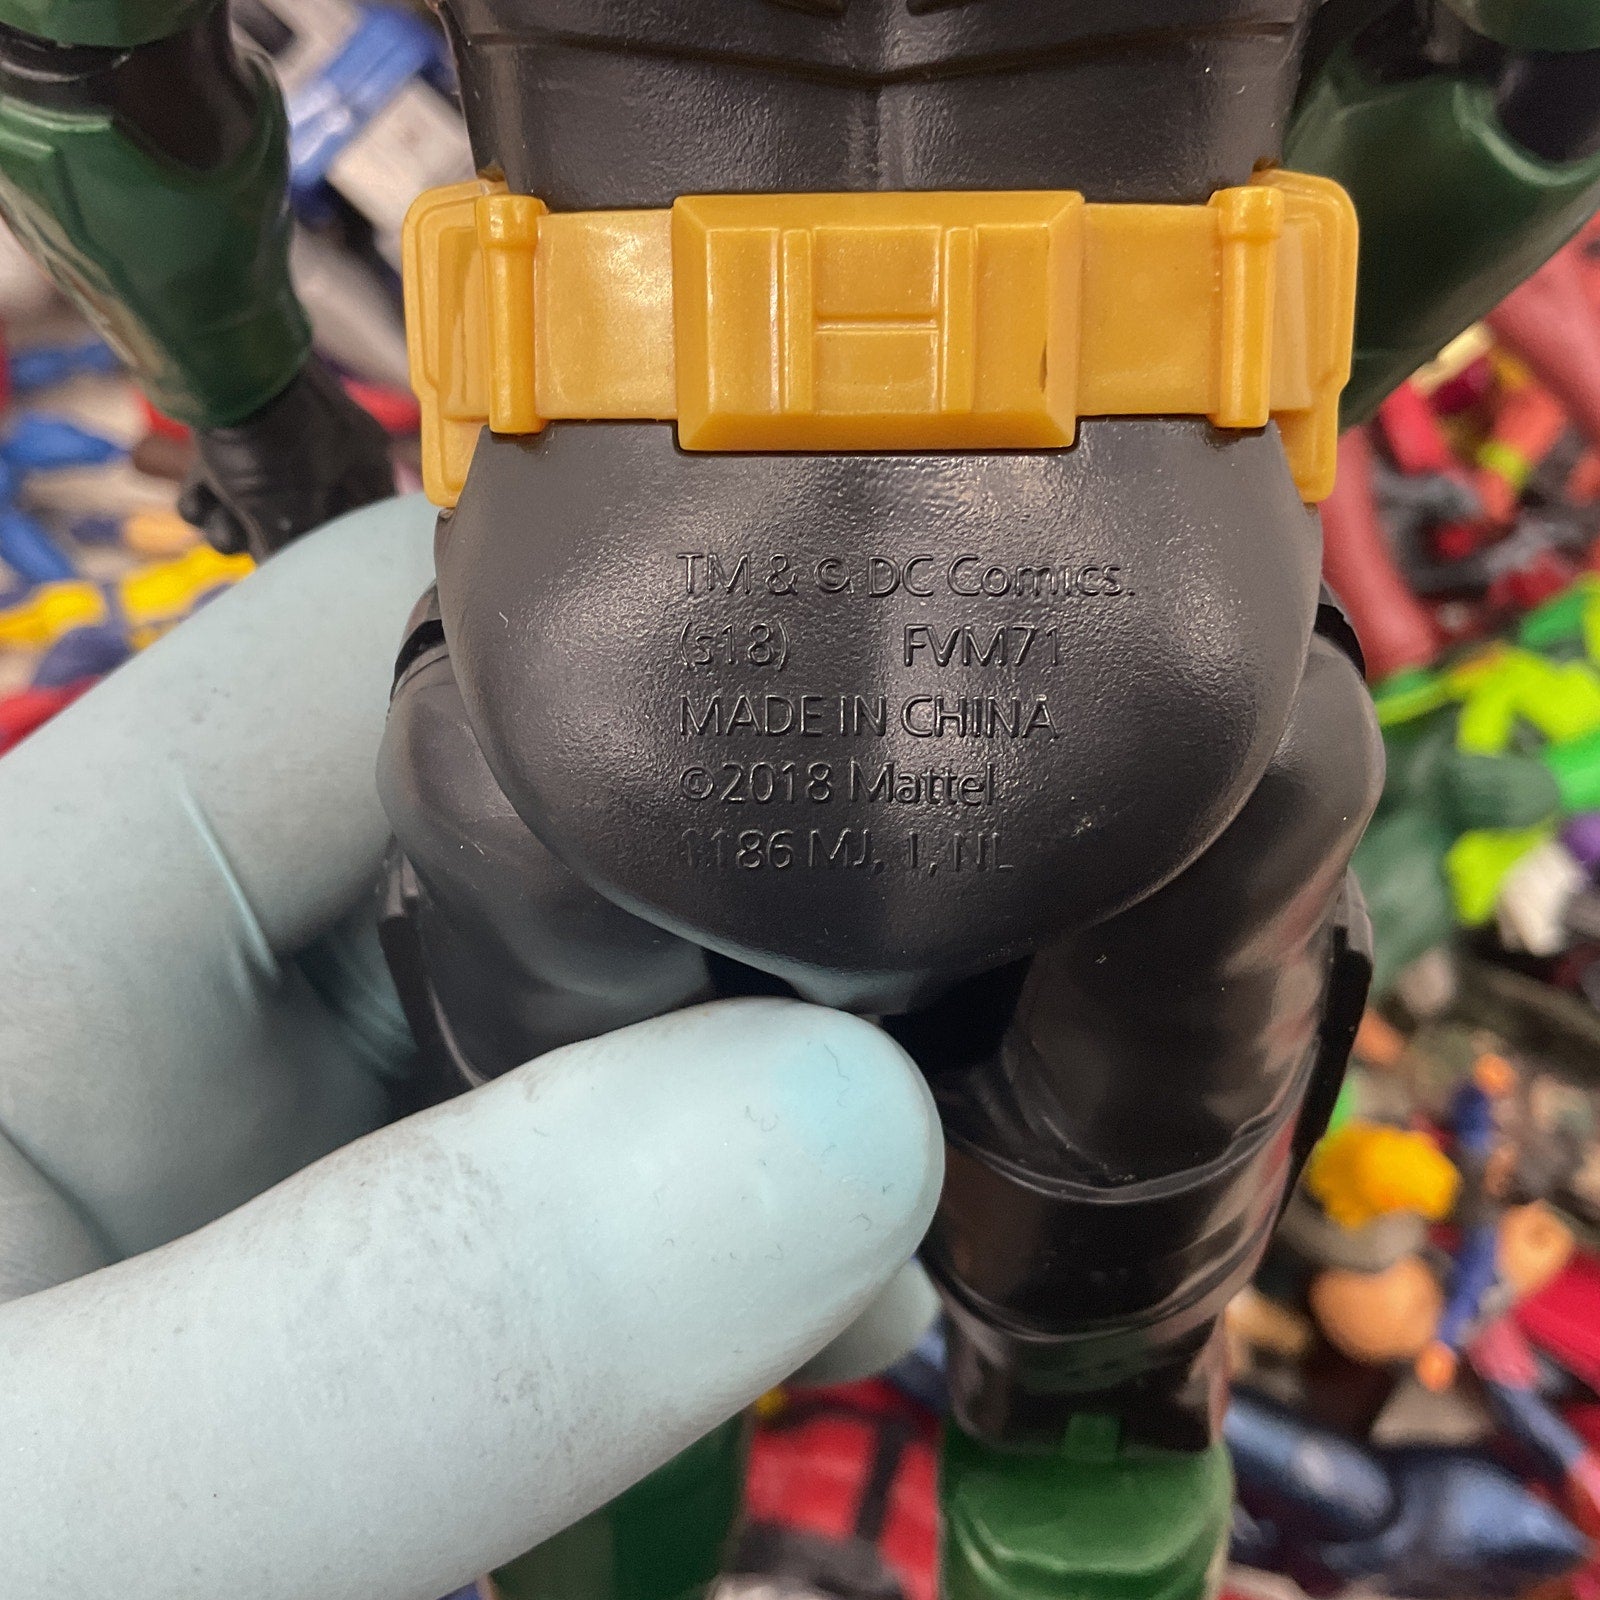 TM & © DC Comics.
(s18) FVM71
MADE IN CHINA
©2018 Mattel
1186 MJ, 1, NL